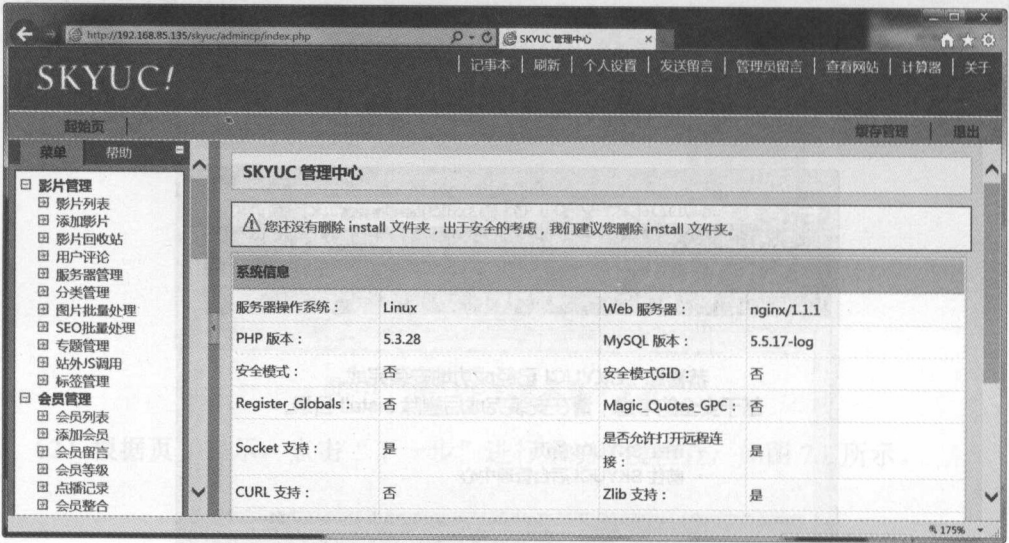 http://192.168.85.135/skyuc/admincp/index.php
SKYUC 管理中心
SKYUC!
记事本 | 刷新 | 个人设置 | 发送留言 | 管理员留言 | 查看网站 | 计算器 | 关于
起始页
缓存管理 | 退出
菜单 帮助
影片管理
影片列表
添加影片
影片回收站
用户评论
服务器管理
分类管理
图片批量处理
SEO批量处理
专题管理
站外JS调用
标签管理
会员管理
会员列表
添加会员
会员留言
会员等级
点播记录
会员整合
SKYUC 管理中心
您还没有删除 install 文件夹，出于安全的考虑，我们建议您删除 install 文件夹。
系统信息
服务器操作系统： Linux Web 服务器： nginx/1.1.1
PHP 版本： 5.3.28 MySQL 版本： 5.5.17-log
安全模式： 否 安全模式GID： 否
Register_Globals： 否 Magic_Quotes_GPC： 否
Socket 支持： 是 是否允许打开远程连接： 是
CURL 支持： 否 Zlib 支持： 是
175%